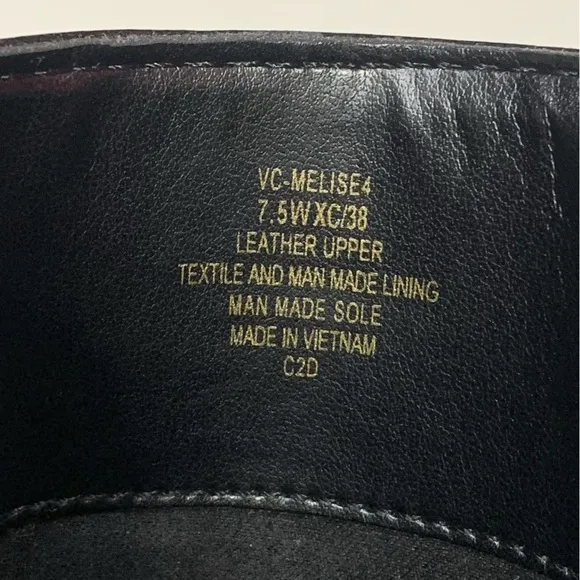 VC-MELISE4
7.5W XC/38
LEATHER UPPER
TEXTILE AND MAN MADE LINING
MAN MADE SOLE
MADE IN VIETNAM
C2D